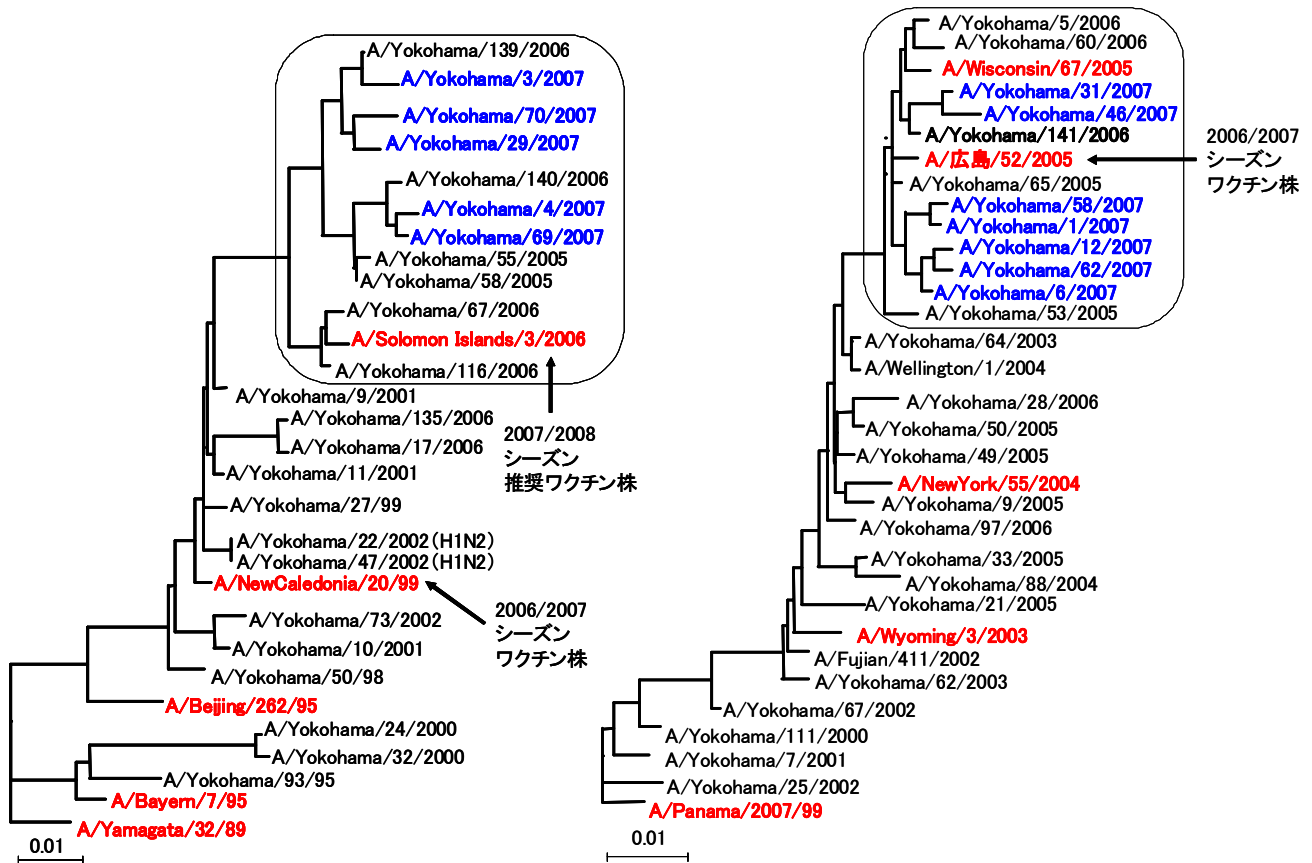 A/Yokohama/139/2006
A/Yokohama/3/2007
A/Yokohama/70/2007
A/Yokohama/29/2007
A/Yokohama/140/2006
A/Yokohama/4/2007
A/Yokohama/69/2007
A/Yokohama/55/2005
A/Yokohama/58/2005
A/Yokohama/67/2006
A/Solomon Islands/3/2006
A/Yokohama/116/2006
A/Yokohama/9/2001
A/Yokohama/135/2006
A/Yokohama/17/2006
A/Yokohama/11/2001
2007/2008
シーズン
推奨ワクチン株
A/Yokohama/27/99
A/Yokohama/22/2002(H1N2)
A/Yokohama/47/2002(H1N2)
A/NewCaledonia/20/99
2006/2007
シーズン
ワクチン株
A/Yokohama/73/2002
A/Yokohama/10/2001
A/Yokohama/50/98
A/Beijing/262/95
A/Yokohama/24/2000
A/Yokohama/32/2000
A/Yokohama/93/95
A/Bayern/7/95
A/Yamagata/32/89
0.01
A/Yokohama/5/2006
A/Yokohama/60/2006
A/Wisconsin/67/2005
A/Yokohama/31/2007
A/Yokohama/46/2007
A/Yokohama/141/2006
A/広島/52/2005
2006/2007
シーズン
ワクチン株
A/Yokohama/65/2005
A/Yokohama/58/2007
A/Yokohama/1/2007
A/Yokohama/12/2007
A/Yokohama/62/2007
A/Yokohama/6/2007
A/Yokohama/53/2005
A/Yokohama/64/2003
A/Wellington/1/2004
A/Yokohama/28/2006
A/Yokohama/50/2005
A/Yokohama/49/2005
A/NewYork/55/2004
A/Yokohama/9/2005
A/Yokohama/97/2006
A/Yokohama/33/2005
A/Yokohama/88/2004
A/Yokohama/21/2005
A/Wyoming/3/2003
A/Fujian/411/2002
A/Yokohama/62/2003
A/Yokohama/67/2002
A/Yokohama/111/2000
A/Yokohama/7/2001
A/Yokohama/25/2002
A/Panama/2007/99
0.01